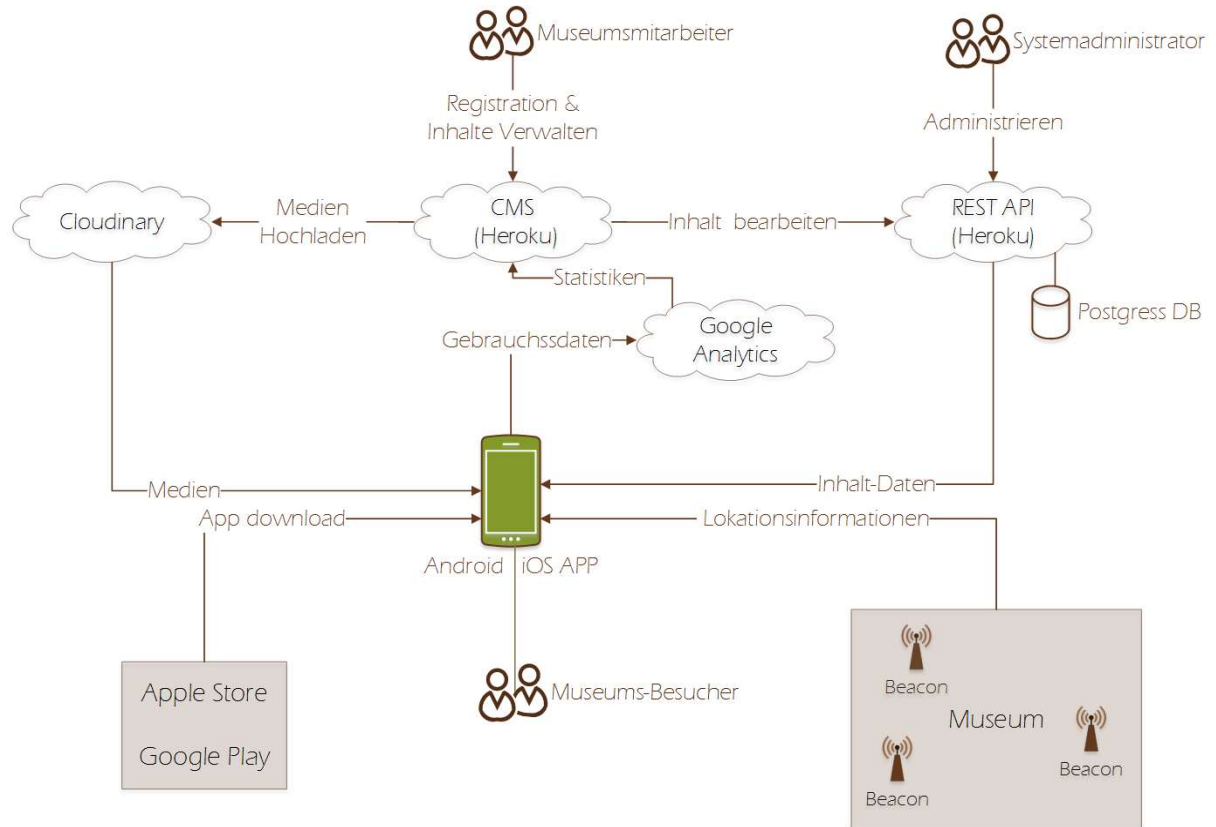 Museumsmitarbeiter
Systemadministrator
Registration &
Inhalte Verwalten
Administrieren
Cloudinary
Medien
Hochladen
CMS
(Heroku)
Inhalt bearbeiten
REST API
(Heroku)
Statistiken
Postgress DB
Gebrauchssdaten
Google
Analytics
Medien
Inhalt-Daten
App download
Lokationsinformationen
Android iOS APP
Museums-Besucher
Apple Store
Google Play
Beacon
Museum
Beacon
Beacon